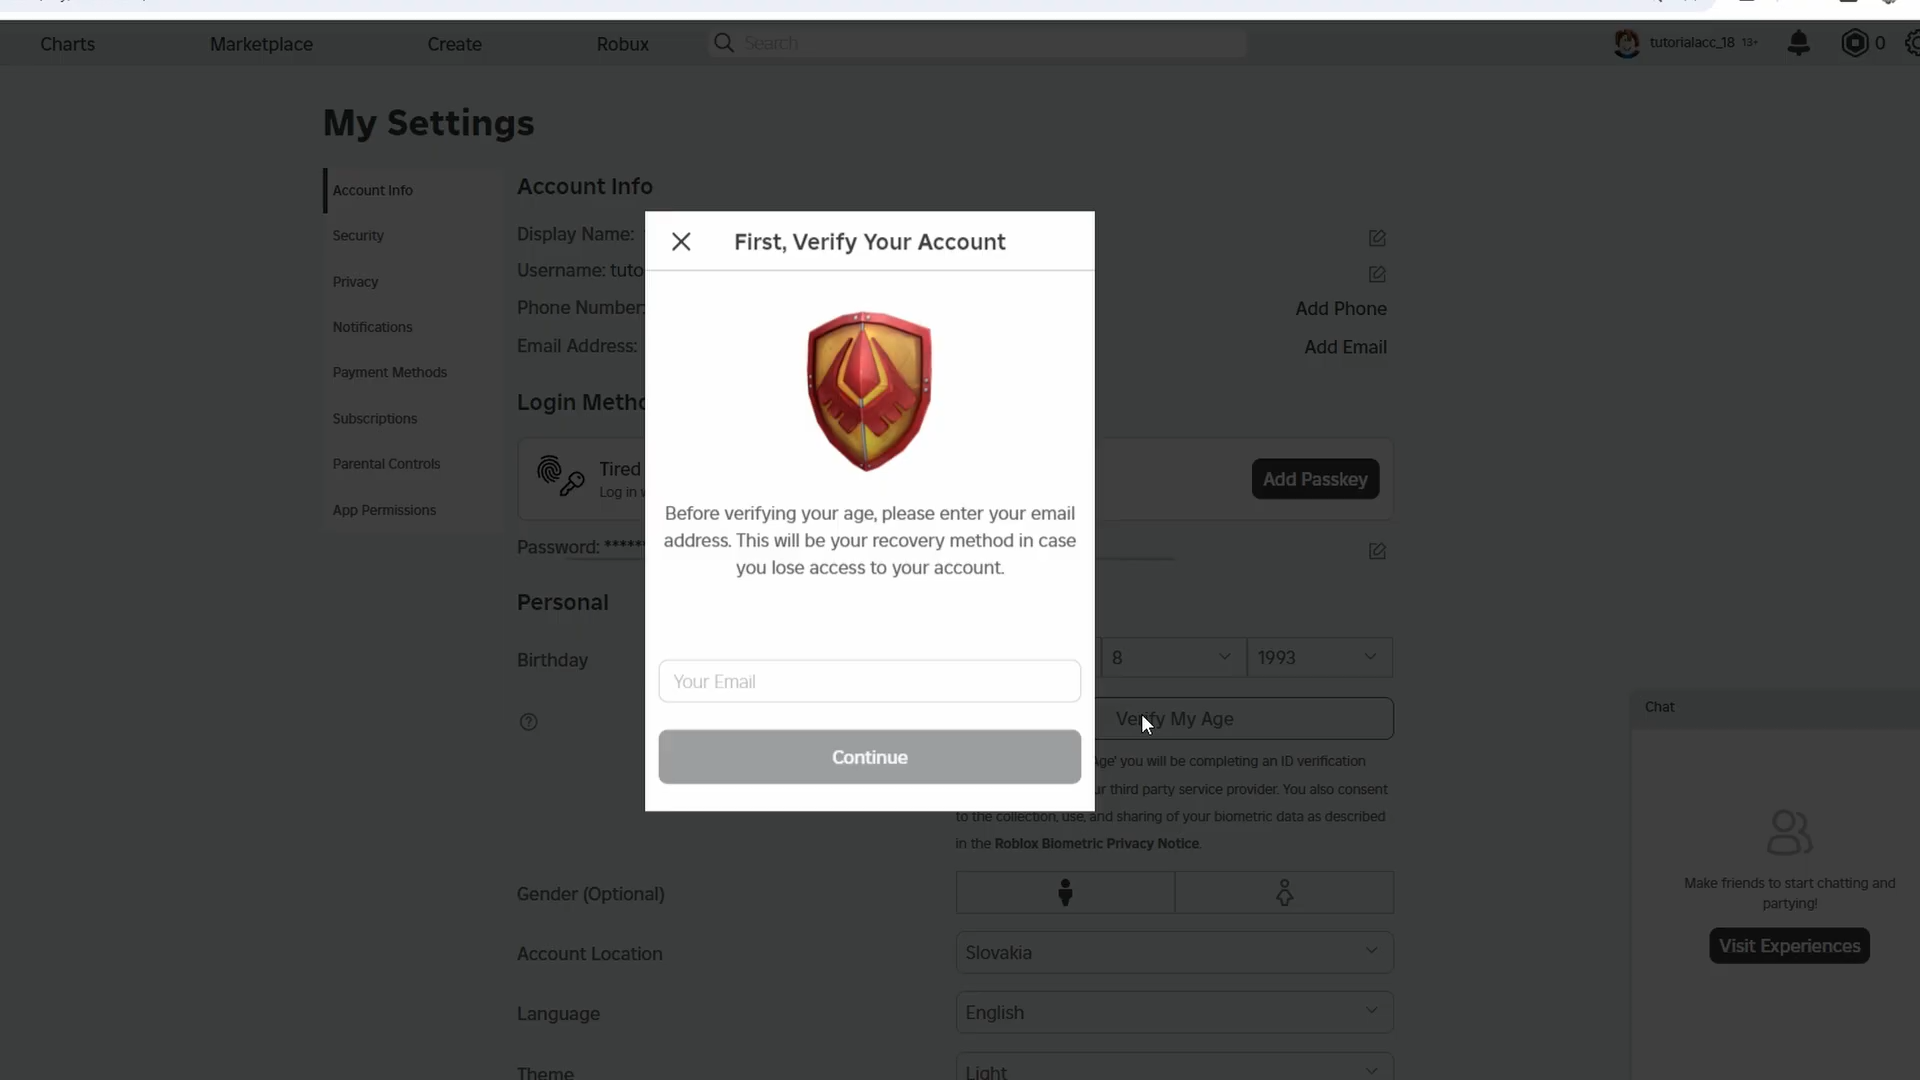 Charts
Marketplace
Create
Robux
Search
tutorialacc_18 13+
0
My Settings
Account Info
Security
Privacy
Notifications
Payment Methods
Subscriptions
Parental Controls
App Permissions
Account Info
Display Name:
Username: tuto
Phone Number:
Add Phone
Email Address:
Add Email
Login Metho
Tired
Log in w
Add Passkey
Password: ******
Personal
Birthday
8
1993
Verify My Age
Age' you will be completing an ID verification
ur third party service provider. You also consent
to the collection, use, and sharing of your biometric data as described
in the Roblox Biometric Privacy Notice.
Gender (Optional)
Account Location
Slovakia
Language
English
Theme
Light
First, Verify Your Account
Before verifying your age, please enter your email
address. This will be your recovery method in case
you lose access to your account.
Your Email
Continue
Chat
Make friends to start chatting and
partying!
Visit Experiences